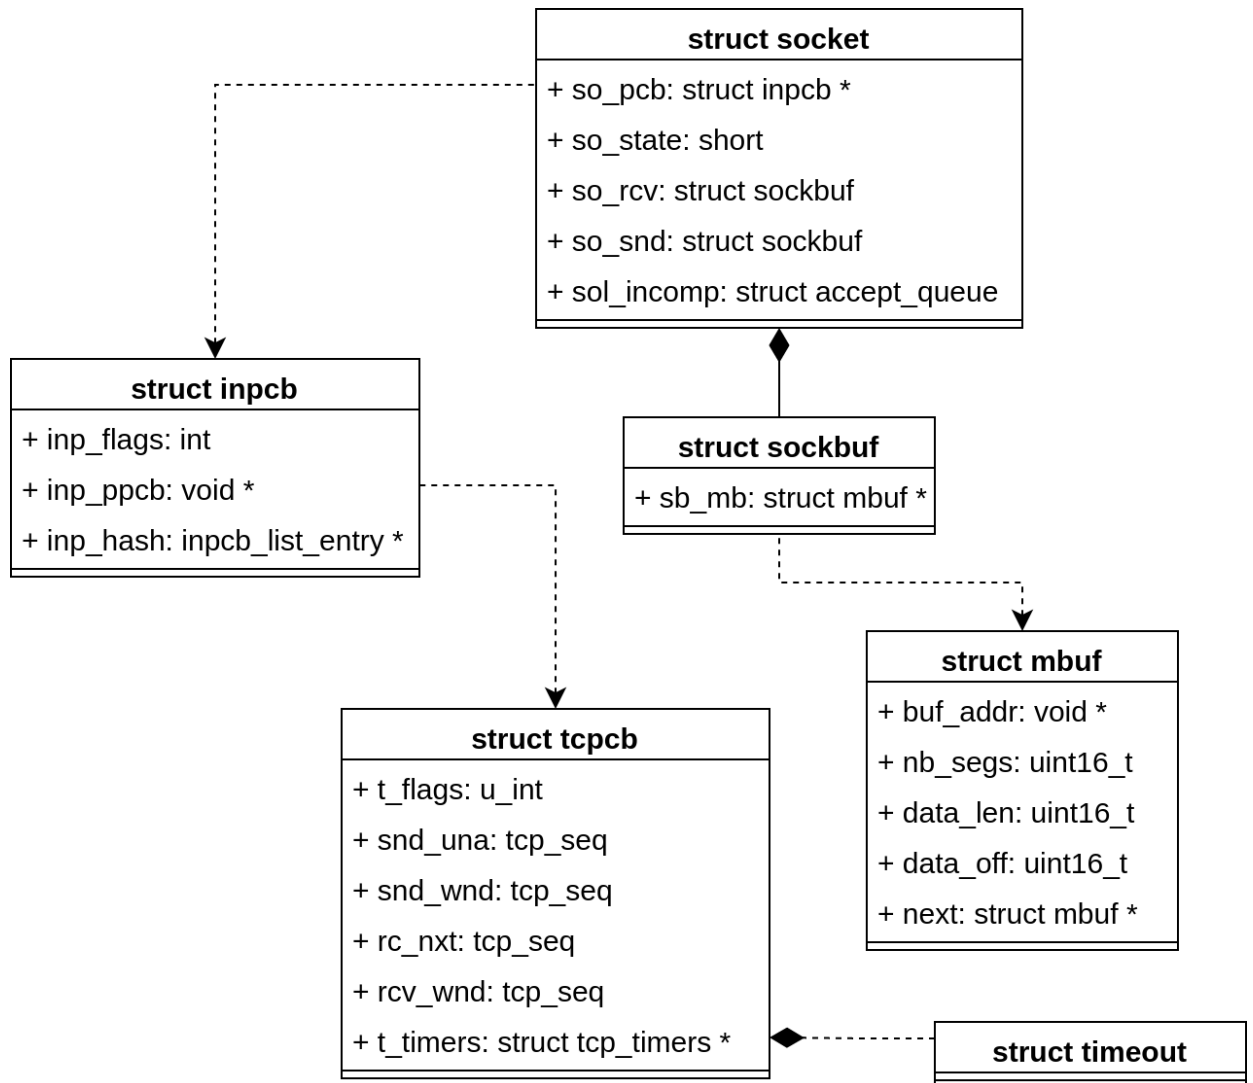 struct socket
+ so_pcb: struct inpcb *
+ so_state: short
+ so_rcv: struct sockbuf
+ so_snd: struct sockbuf
+ sol_incomp: struct accept_queue
struct inpcb
+ inp_flags: int
+ inp_ppcb: void *
+ inp_hash: inpcb_list_entry *
struct sockbuf
+ sb_mb: struct mbuf *
struct mbuf
+ buf_addr: void *
+ nb_segs: uint16_t
+ data_len: uint16_t
+ data_off: uint16_t
+ next: struct mbuf *
struct tcpcb
+ t_flags: u_int
+ snd_una: tcp_seq
+ snd_wnd: tcp_seq
+ rc_nxt: tcp_seq
+ rcv_wnd: tcp_seq
+ t_timers: struct tcp_timers *
struct timeout